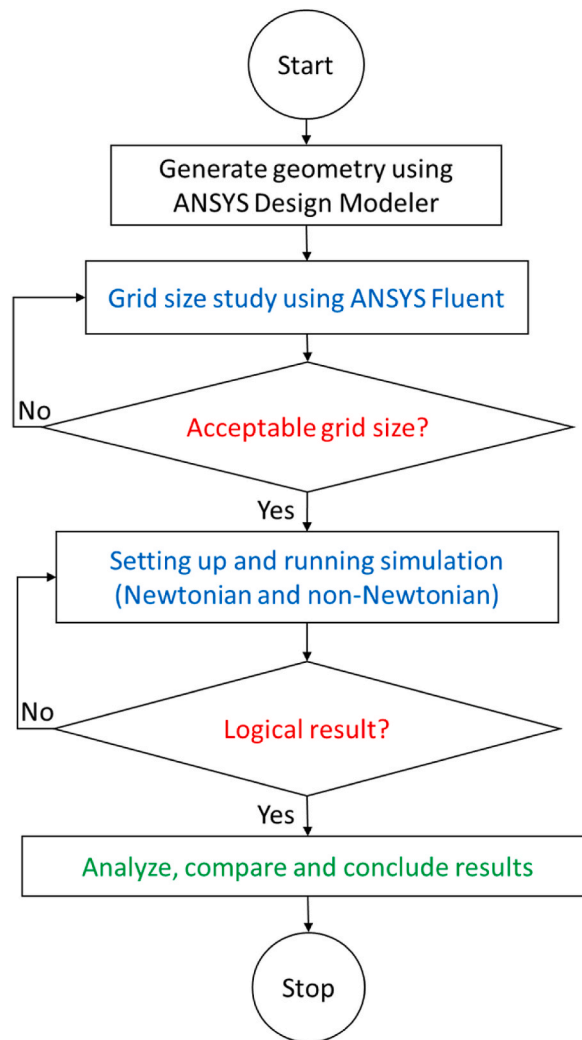 Start
Generate geometry using
ANSYS Design Modeler
Grid size study using ANSYS Fluent
No
Acceptable grid size?
Yes
Setting up and running simulation
(Newtonian and non-Newtonian)
No
Logical result?
Yes
Analyze, compare and conclude results
Stop